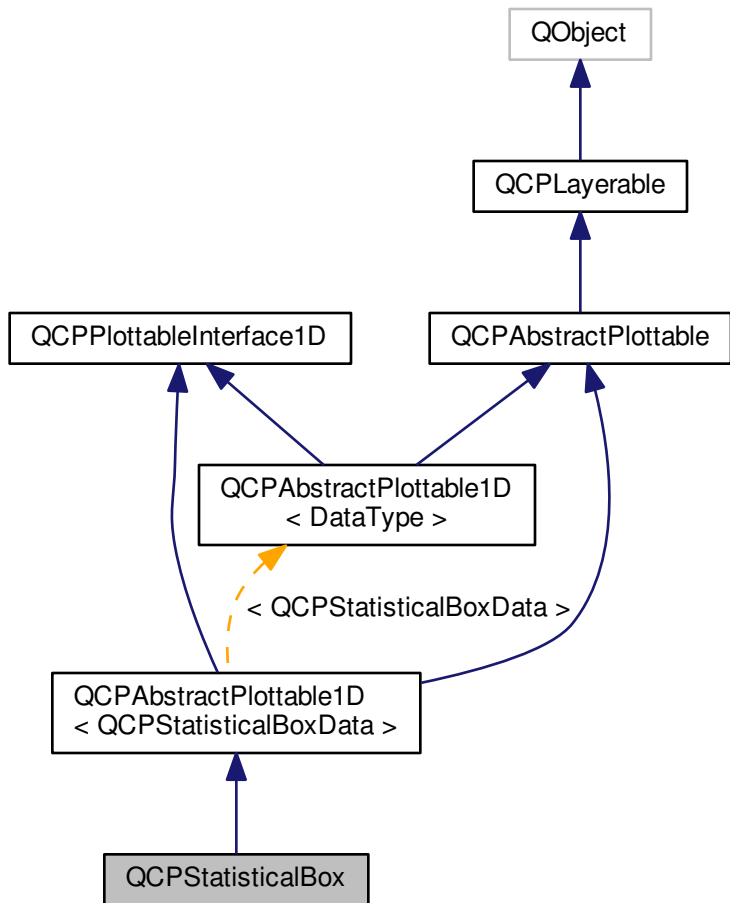 QObject
QCPLayerable
QCPPlottableInterface1D
QCPAbstractPlottable
QCPAbstractPlottable1D
< DataType >
< QCPStatisticalBoxData >
QCPAbstractPlottable1D
< QCPStatisticalBoxData >
QCPStatisticalBox